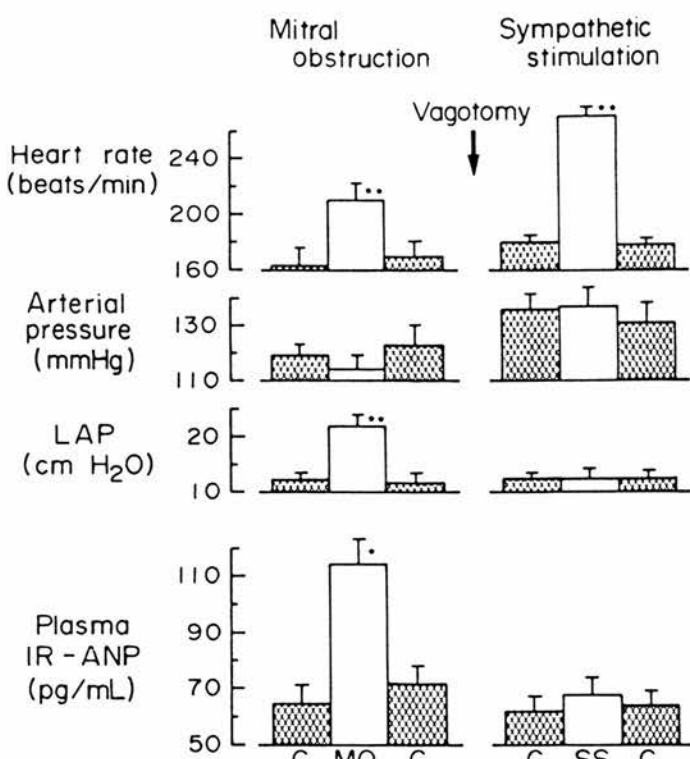 Mitral
obstruction
Sympathetic
stimulation
Vagotomy
Heart rate
(beats/min)
240
200
160
**
**
Arterial
pressure
(mmHg)
130
110
LAP
(cm H₂O)
20
10
**
Plasma
IR-ANP
(pg/mL)
110
90
70
50
*
C MO C
C SS C